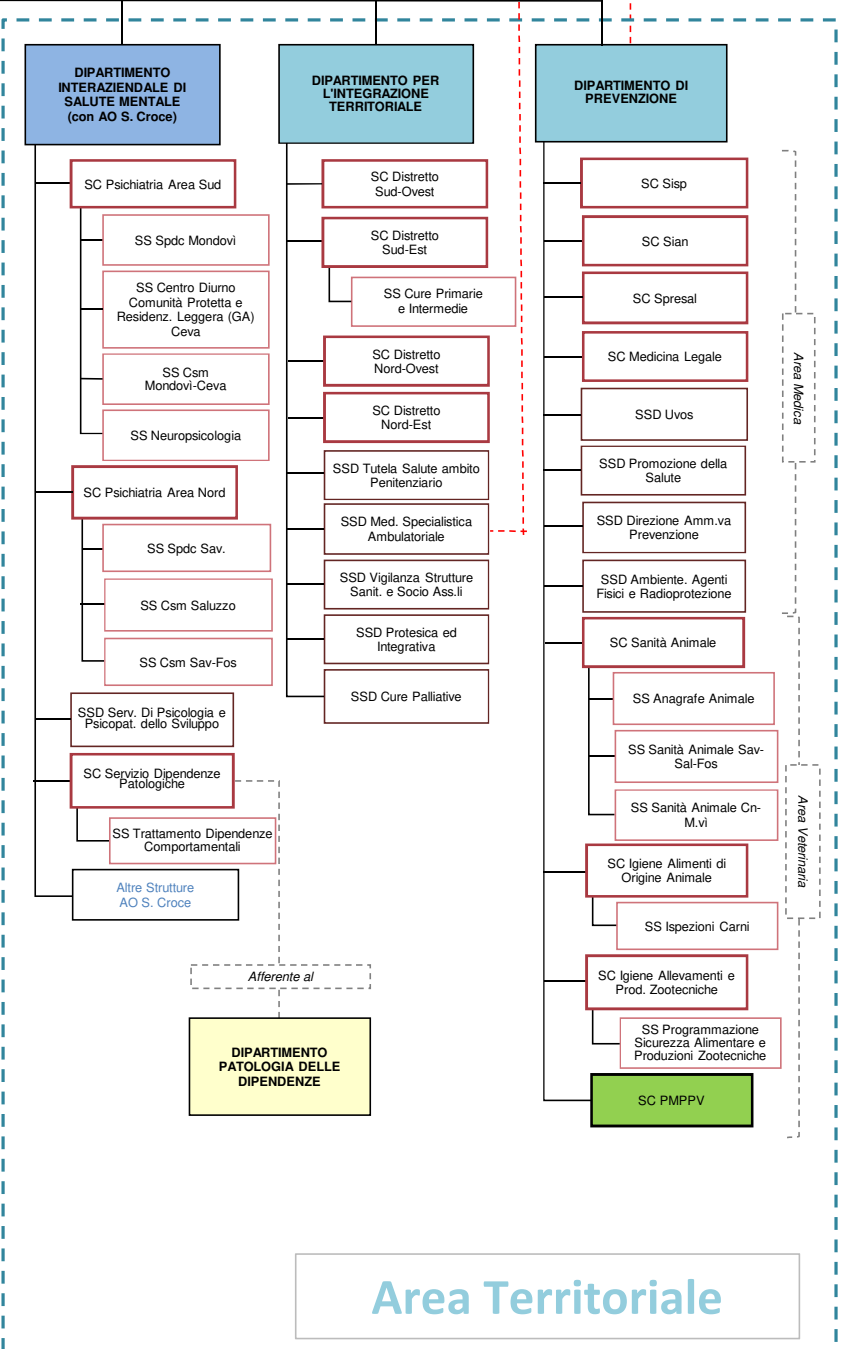 DIPARTIMENTO
INTERAZIENDALE DI
SALUTE MENTALE
(con AO S. Croce)
SC Psichiatria Area Sud
SS Spdc Mondovì
SS Centro Diurno
Comunità Protetta e
Residenz. Leggera (GA)
Ceva
SS Csm
Mondovì-Ceva
SS Neuropsicologia
SC Psichiatria Area Nord
SS Spdc Sav.
SS Csm Saluzzo
SS Csm Sav-Fos
SSD Serv. Di Psicologia e
Psicopat. dello Sviluppo
SC Servizio Dipendenze
Patologiche
SS Trattamento Dipendenze
Comportamentali
Altre Strutture
AO S. Croce
Afferente al
DIPARTIMENTO
PATOLOGIA DELLE
DIPENDENZE
DIPARTIMENTO PER
L'INTEGRAZIONE
TERRITORIALE
SC Distretto
Sud-Ovest
SC Distretto
Sud-Est
SS Cure Primarie
e Intermedie
SC Distretto
Nord-Ovest
SC Distretto
Nord-Est
SSD Tutela Salute ambito
Penitenziario
SSD Med. Specialistica
Ambulatoriale
SSD Vigilanza Strutture
Sanit. e Socio Ass.li
SSD Protesica ed
Integrativa
SSD Cure Palliative
DIPARTIMENTO DI
PREVENZIONE
SC Sisp
SC Sian
SC Spresal
SC Medicina Legale
SSD Uvos
SSD Promozione della
Salute
SSD Direzione Amm.va
Prevenzione
SSD Ambiente. Agenti
Fisici e Radioprotezione
Area Medica
SC Sanità Animale
SS Anagrafe Animale
SS Sanità Animale Sav-
Sal-Fos
SS Sanità Animale Cn-
M.vì
SC Igiene Alimenti di
Origine Animale
SS Ispezioni Carni
SC Igiene Allevamenti e
Prod. Zootecniche
SS Programmazione
Sicurezza Alimentare e
Produzioni Zootecniche
SC PMPPV
Area Veterinaria
Area Territoriale